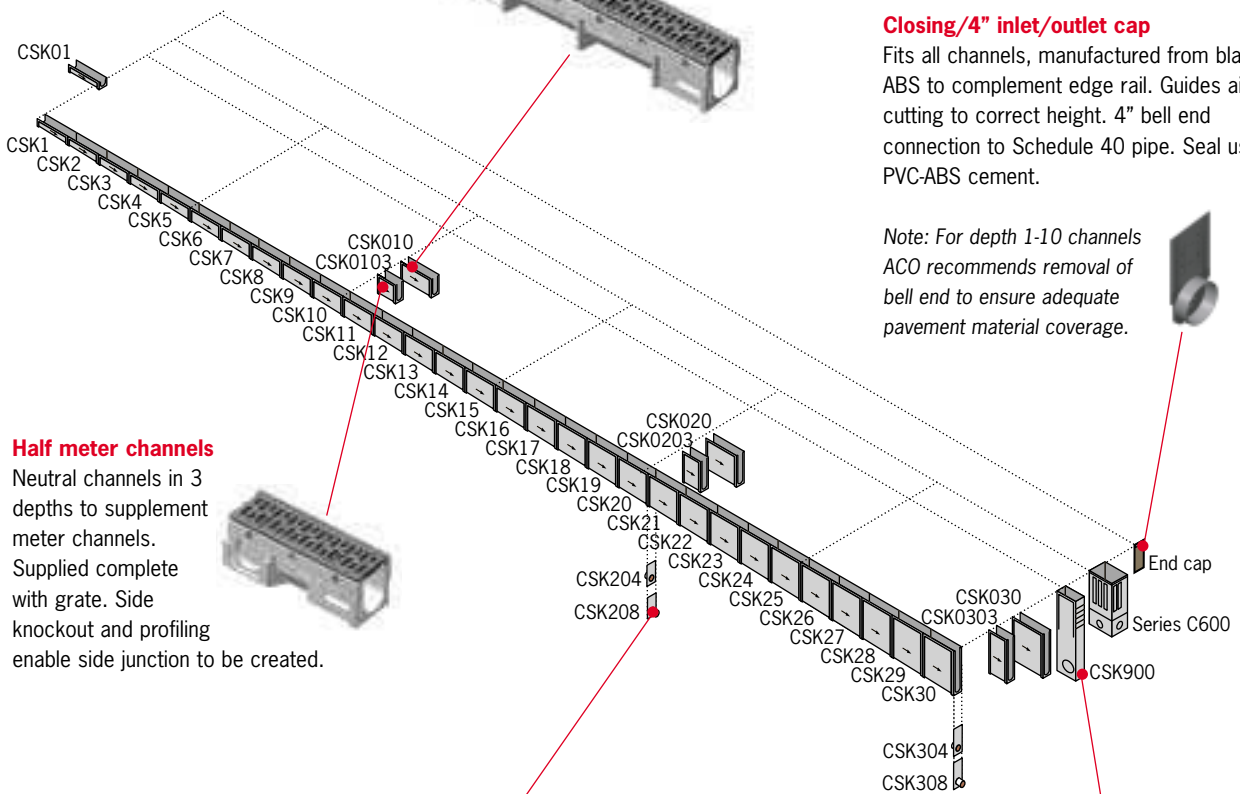 CSK01
CSK1
CSK2
CSK3
CSK4
CSK5
CSK6
CSK7
CSK8
CSK9
CSK10
CSK11
CSK12
CSK13
CSK14
CSK15
CSK16
CSK17
CSK18
CSK19
CSK20
CSK21
CSK22
CSK23
CSK24
CSK25
CSK26
CSK27
CSK28
CSK29
CSK30
CSK010
CSK0103
CSK020
CSK0203
CSK030
CSK0303
CSK204
CSK208
CSK304
CSK308
End cap
Series C600
CSK900
Closing/4” inlet/outlet cap
Fits all channels, manufactured from bla
ABS to complement edge rail. Guides ai
cutting to correct height. 4” bell end
connection to Schedule 40 pipe. Seal us
PVC-ABS cement.
Note: For depth 1-10 channels
ACO recommends removal of
bell end to ensure adequate
pavement material coverage.
Half meter channels
Neutral channels in 3
depths to supplement
meter channels.
Supplied complete
with grate. Side
knockout and profiling
enable side junction to be created.